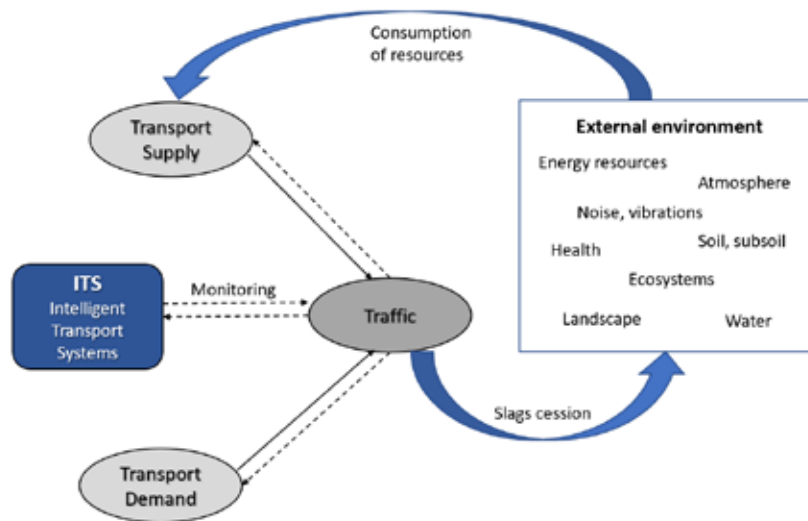 Consumption
of resources
Transport
Supply
External environment
Energy resources
Atmosphere
Noise, vibrations
Health
Soil, subsoil
Ecosystems
Landscape
Water
ITS
Intelligent
Transport
Systems
Monitoring
Traffic
Slags cession
Transport
Demand